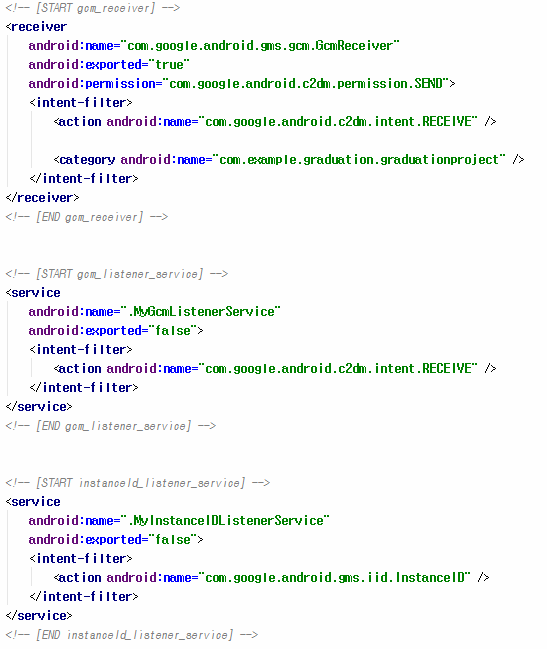 <!-- [START gcm_receiver] -->
<receiver
android:name="com.google.android.gms.gcm.GcmReceiver"
android:exported="true"
android:permission="com.google.android.c2dm.permission.SEND">
<intent-filter>
<action android:name="com.google.android.c2dm.intent.RECEIVE" />
<category android:name="com.example.graduation.graduationproject" />
</intent-filter>
</receiver>
<!-- [END gcm_receiver] -->
<!-- [START gcm_listener_service] -->
<service
android:name=".MyGcmListenerService"
android:exported="false">
<intent-filter>
<action android:name="com.google.android.c2dm.intent.RECEIVE" />
</intent-filter>
</service>
<!-- [END gcm_listener_service] -->
<!-- [START instanceId_listener_service] -->
<service
android:name=".MyInstanceIDListenerService"
android:exported="false">
<intent-filter>
<action android:name="com.google.android.gms.iid.InstanceID" />
</intent-filter>
</service>
<!-- [END instanceId_listener_service] -->